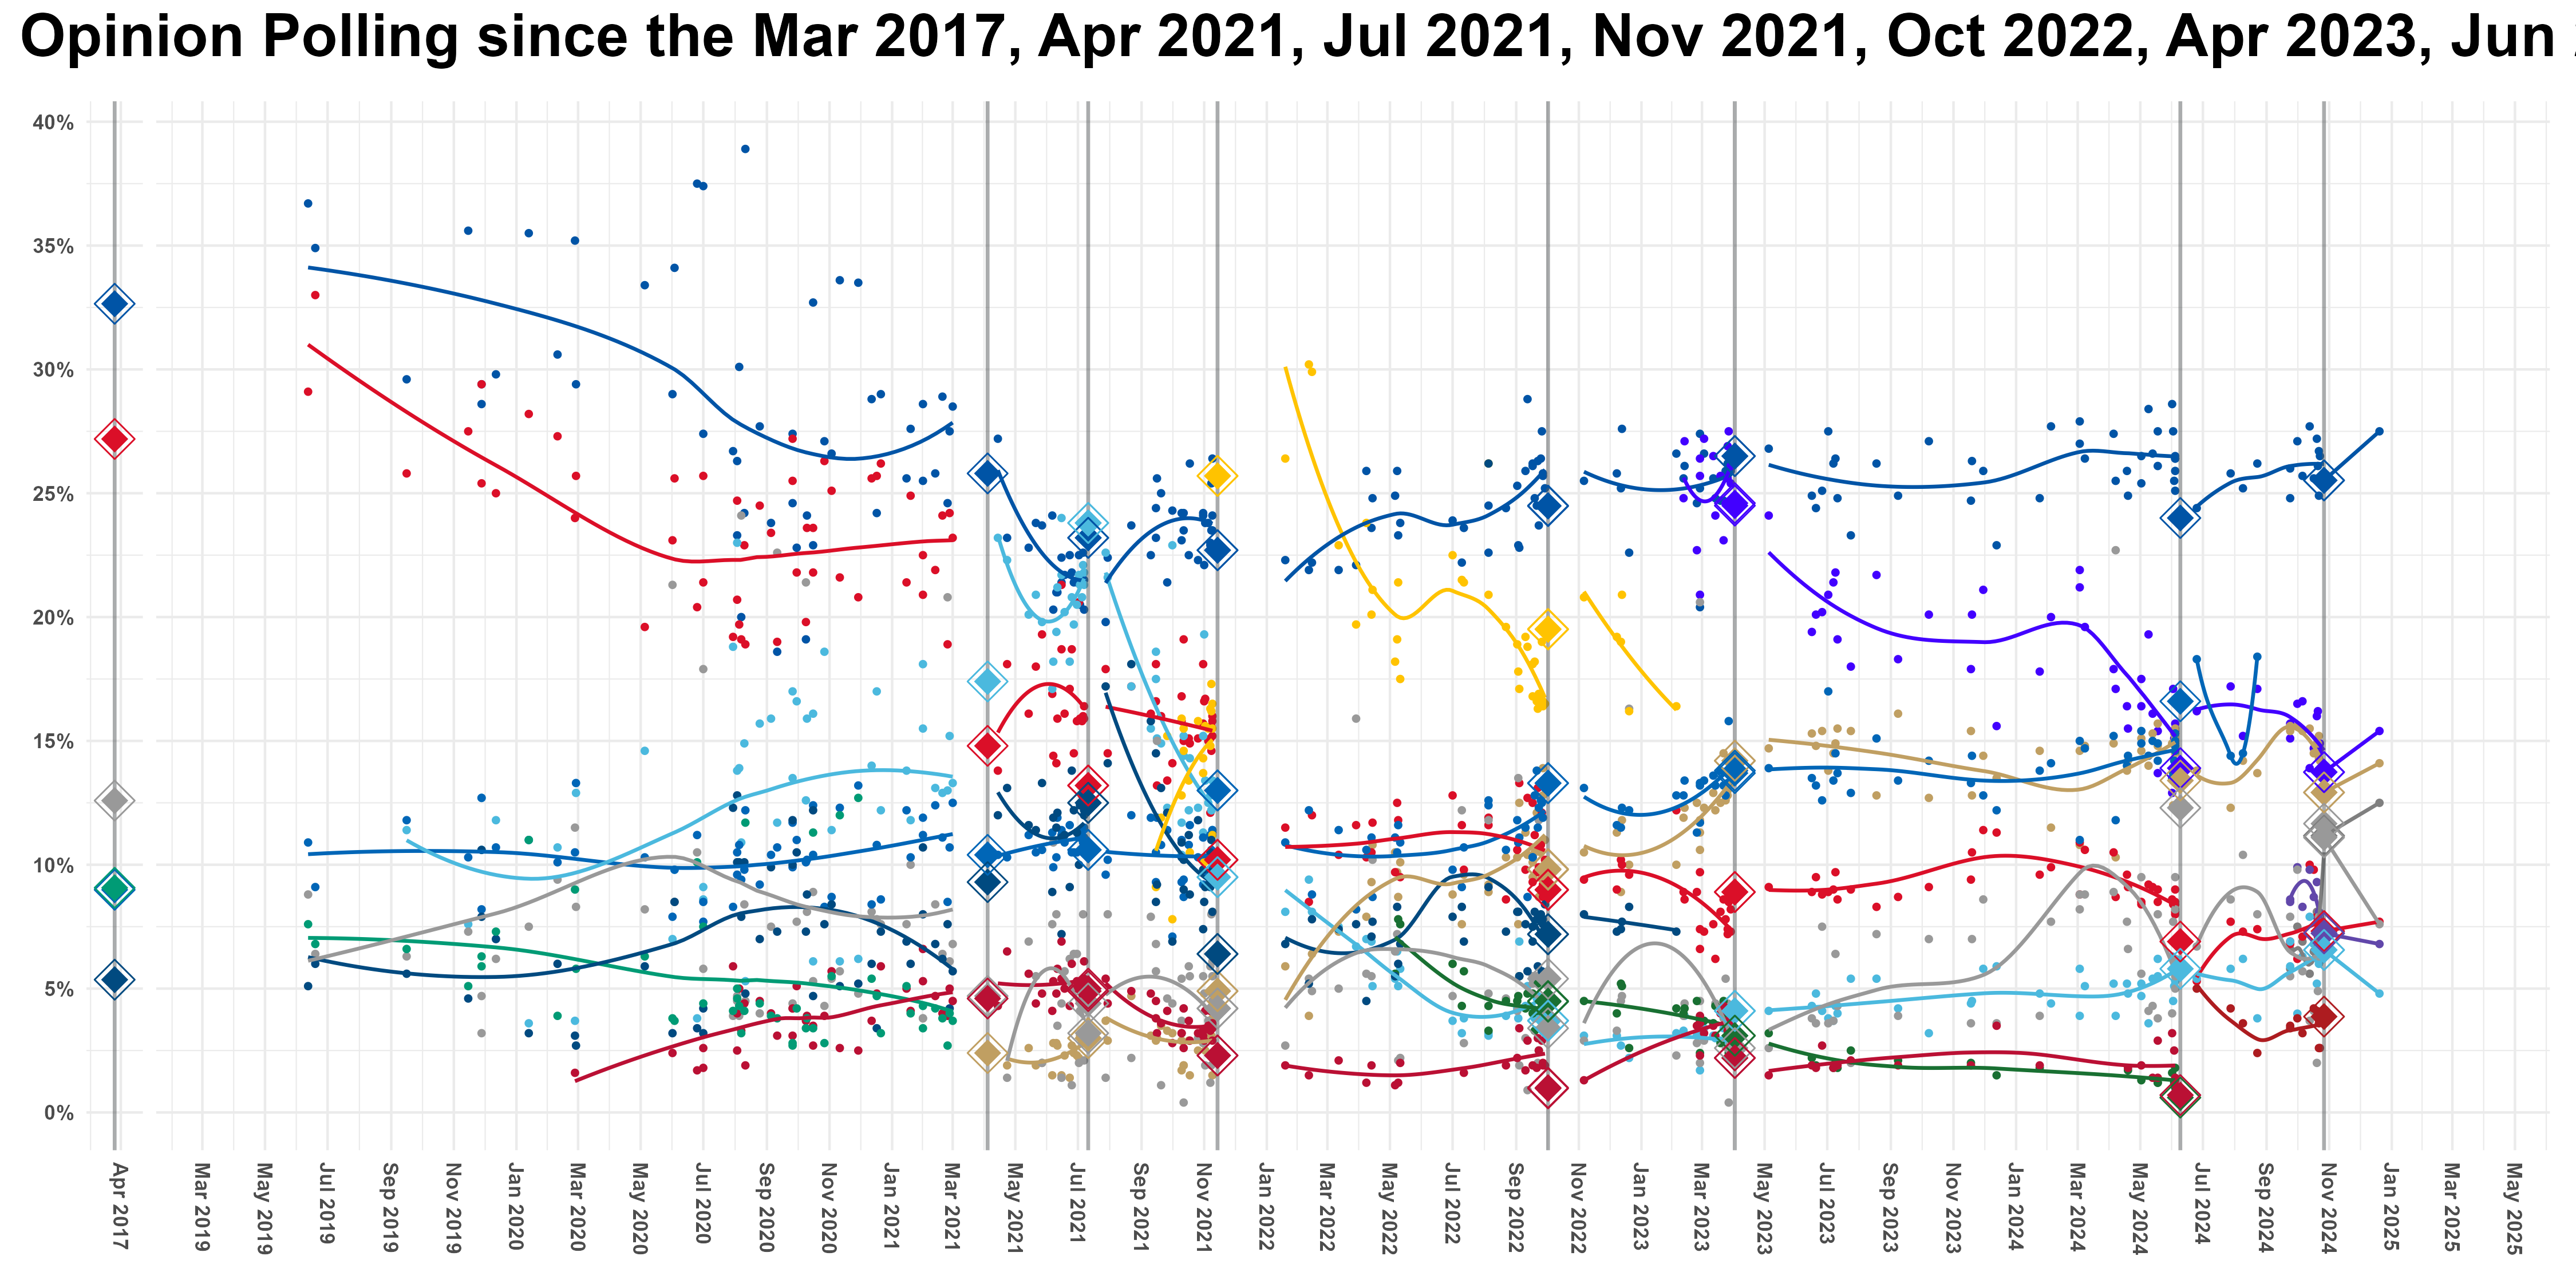 Opinion Polling since the Mar 2017, Apr 2021, Jul 2021, Nov 2021, Oct 2022, Apr 2023, Jun
40%
35%
30%
25%
20%
15%
10%
5%
0%
Apr 2017
Mar 2019
May 2019
Jul 2019
Sep 2019
Nov 2019
Jan 2020
Mar 2020
May 2020
Jul 2020
Sep 2020
Nov 2020
Jan 2021
Mar 2021
May 2021
Jul 2021
Sep 2021
Nov 2021
Jan 2022
Mar 2022
May 2022
Jul 2022
Sep 2022
Nov 2022
Jan 2023
Mar 2023
May 2023
Jul 2023
Sep 2023
Nov 2023
Jan 2024
Mar 2024
May 2024
Jul 2024
Sep 2024
Nov 2024
Jan 2025
Mar 2025
May 2025